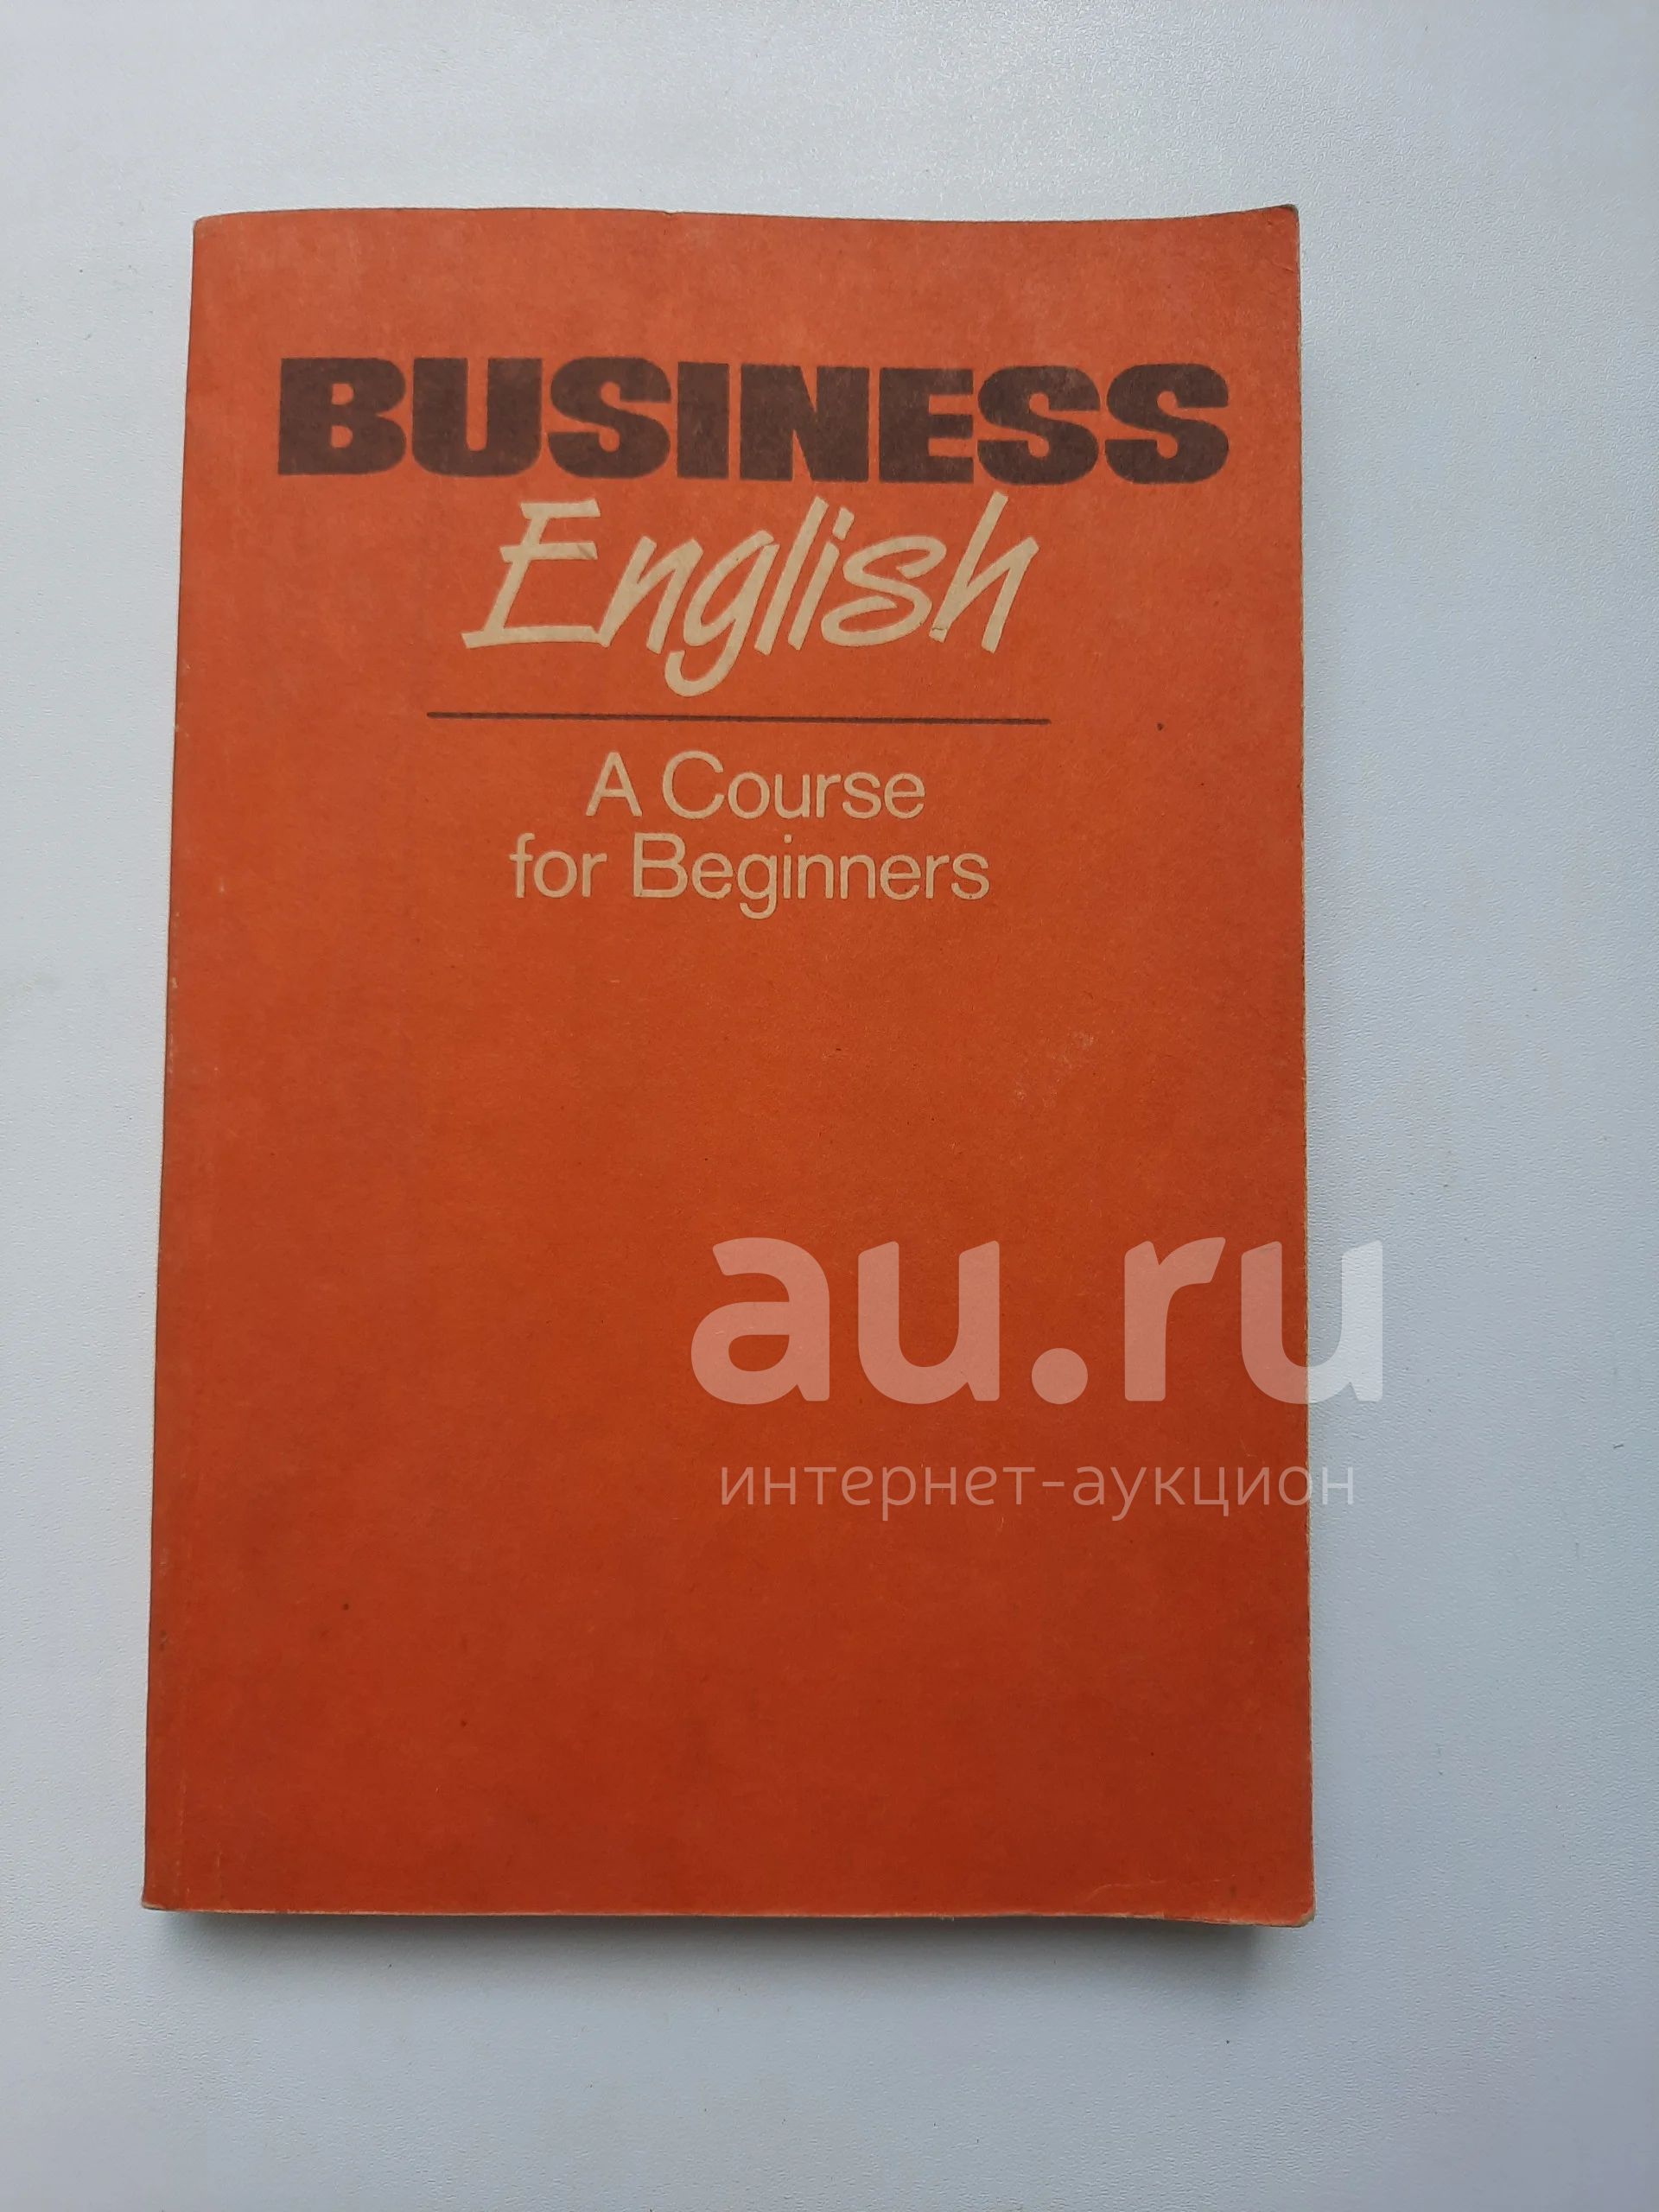 BUSINESS
English
A Course
for Beginners
au.ru
интернет-аукцион